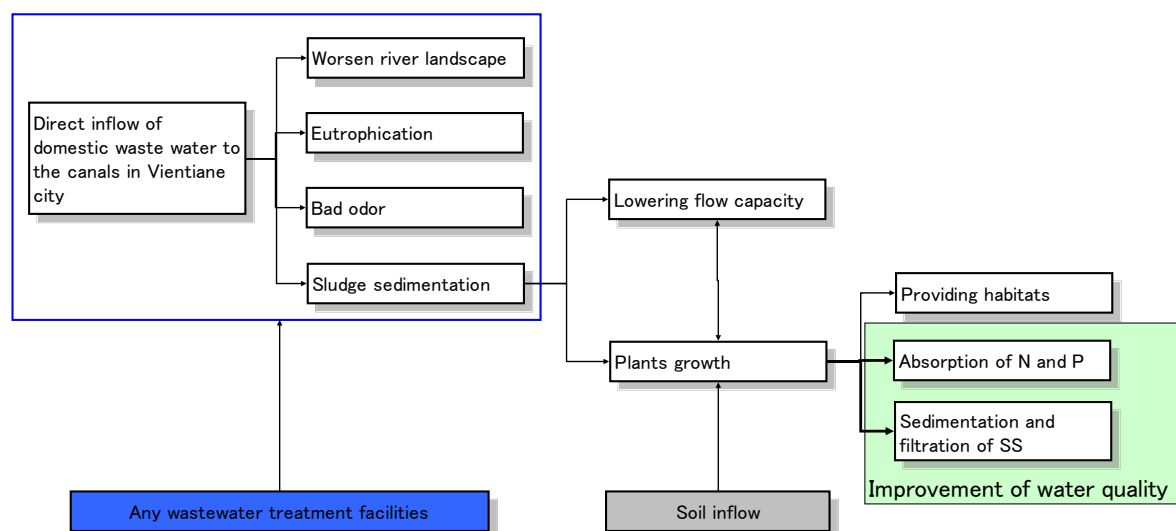 Worsen river landscape
Direct inflow of
domestic waste water to
the canals in Vientiane
city
Eutrophication
Bad odor
Sludge sedimentation
Lowering flow capacity
Plants growth
Providing habitats
Absorption of N and P
Sedimentation and
filtration of SS
Improvement of water quality
Any wastewater treatment facilities
Soil inflow